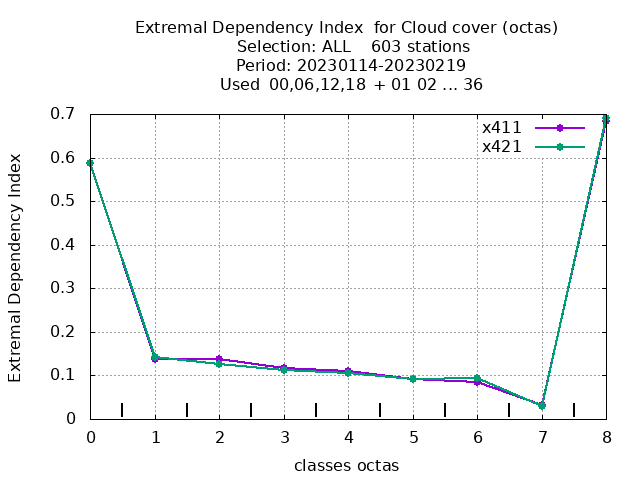 Extremal Dependency Index  for Cloud cover (octas)
Selection: ALL    603 stations
Period: 20230114-20230219
Used  00,06,12,18  + 01 02 ... 36
0.7
x411
x421
0.6
0.5
0.4
0.3
0.2
0.1
0
Extremal Dependency Index
0 1 2 3 4 5 6 7 8
classes octas